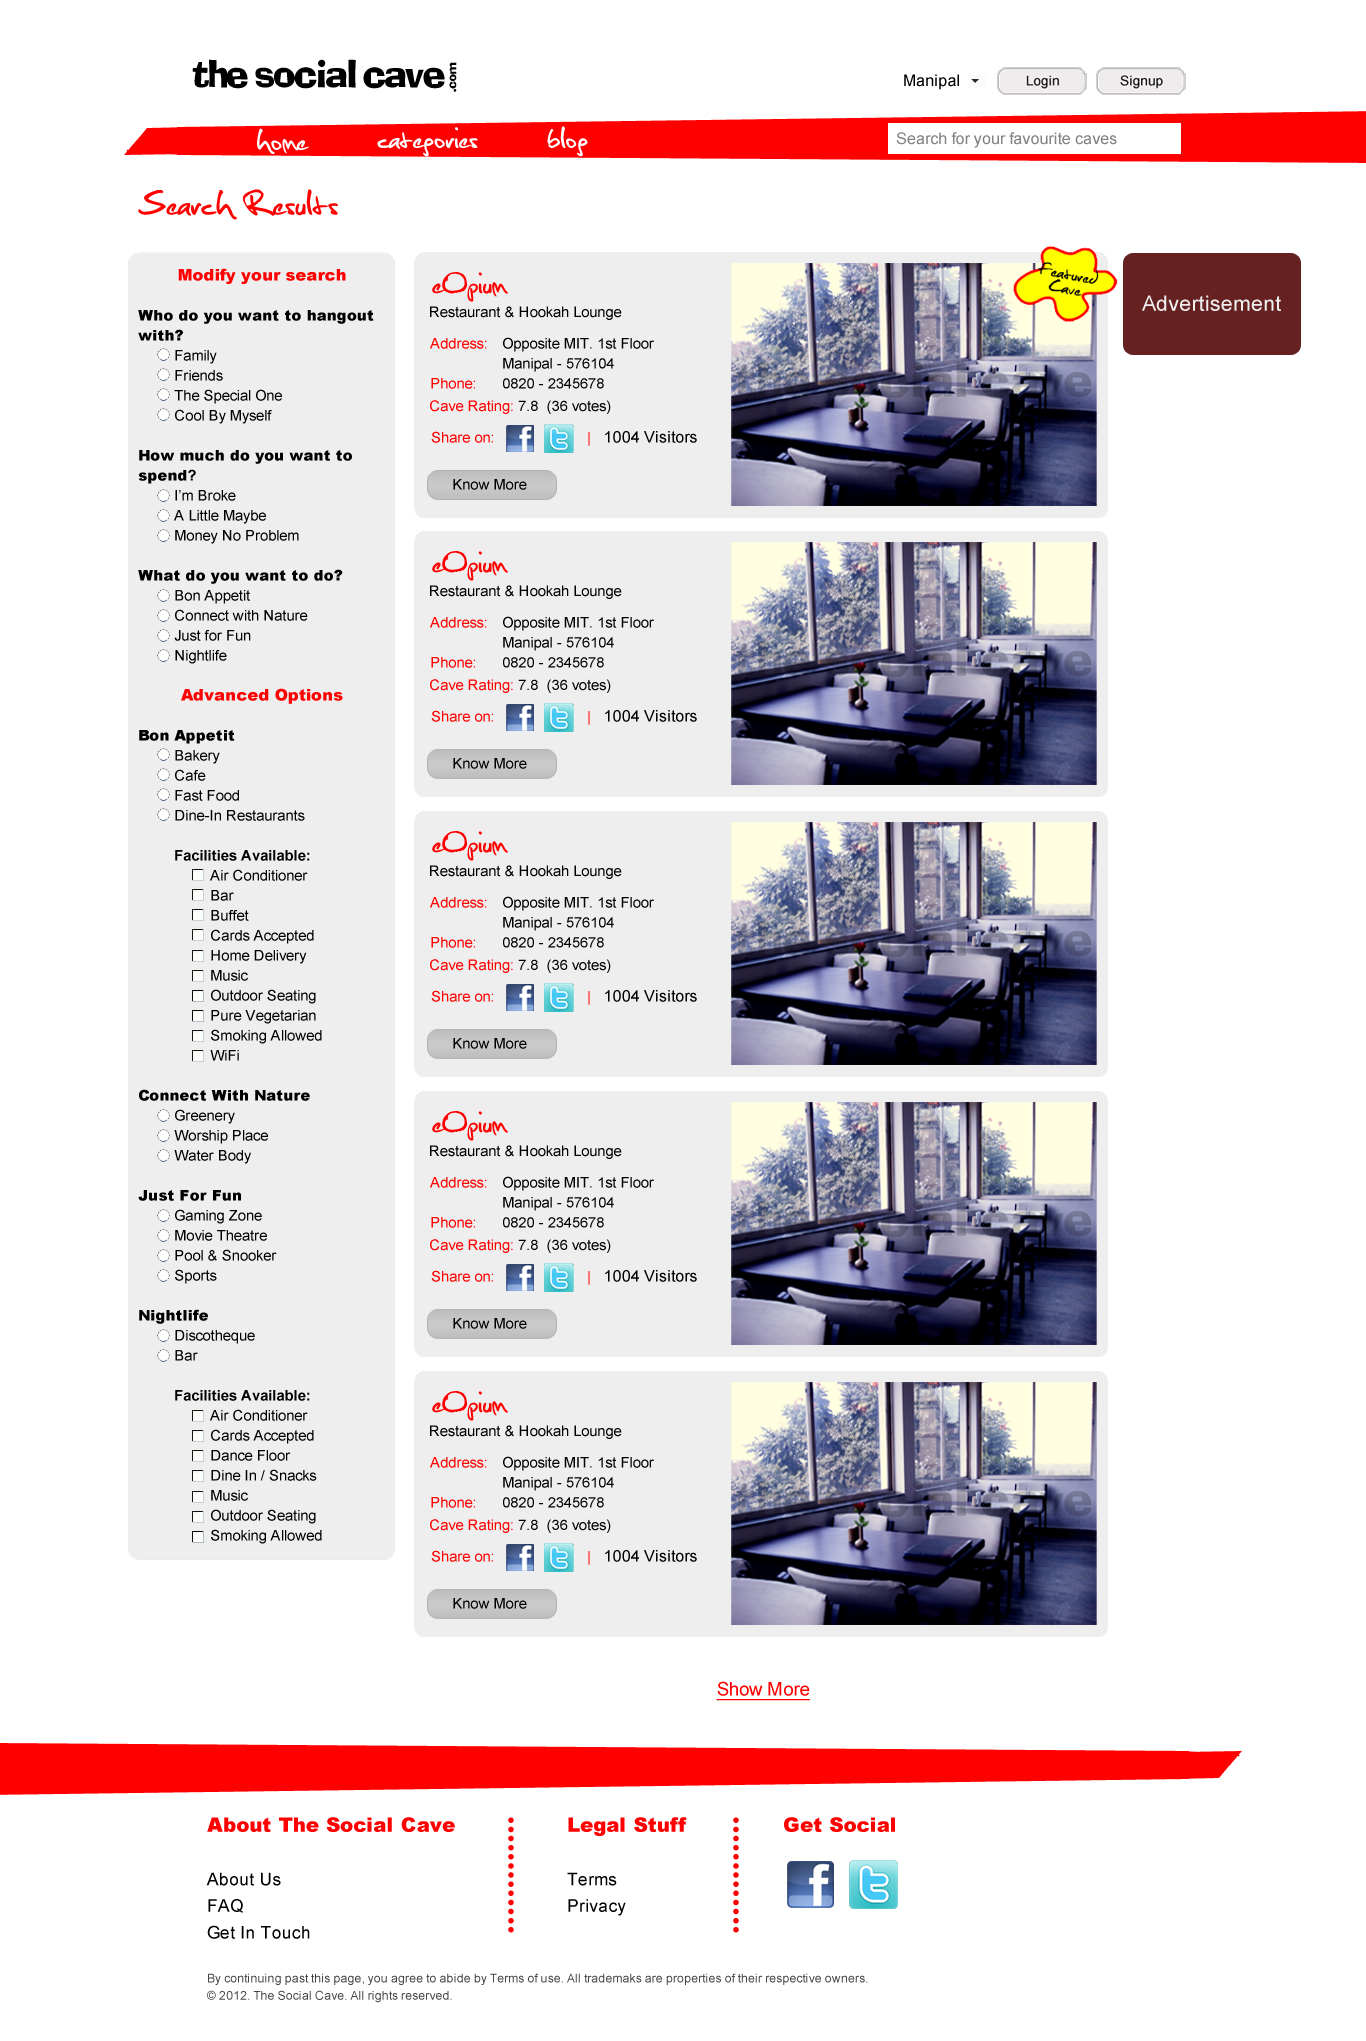 the social cave.com
Manipal
Login
Signup
home
categories
blog
Search for your favourite caves
Search Results
Modify your search
Who do you want to hangout
with?
Family
Friends
The Special One
Cool By Myself
How much do you want to
spend?
I'm Broke
A Little Maybe
Money No Problem
What do you want to do?
Bon Appetit
Connect with Nature
Just for Fun
Nightlife
Advanced Options
Bon Appetit
Bakery
Cafe
Fast Food
Dine-In Restaurants
Facilities Available:
Air Conditioner
Bar
Buffet
Cards Accepted
Home Delivery
Music
Outdoor Seating
Pure Vegetarian
Smoking Allowed
WiFi
Connect With Nature
Greenery
Worship Place
Water Body
Just For Fun
Gaming Zone
Movie Theatre
Pool & Snooker
Sports
Nightlife
Discotheque
Bar
Facilities Available:
Air Conditioner
Cards Accepted
Dance Floor
Dine In / Snacks
Music
Outdoor Seating
Smoking Allowed
eOpium
Restaurant & Hookah Lounge
Address: Opposite MIT. 1st Floor
Manipal - 576104
Phone: 0820 - 2345678
Cave Rating: 7.8 (36 votes)
Share on: | 1004 Visitors
Know More
Featured
Cave
eOpium
Restaurant & Hookah Lounge
Address: Opposite MIT. 1st Floor
Manipal - 576104
Phone: 0820 - 2345678
Cave Rating: 7.8 (36 votes)
Share on: | 1004 Visitors
Know More
eOpium
Restaurant & Hookah Lounge
Address: Opposite MIT. 1st Floor
Manipal - 576104
Phone: 0820 - 2345678
Cave Rating: 7.8 (36 votes)
Share on: | 1004 Visitors
Know More
eOpium
Restaurant & Hookah Lounge
Address: Opposite MIT. 1st Floor
Manipal - 576104
Phone: 0820 - 2345678
Cave Rating: 7.8 (36 votes)
Share on: | 1004 Visitors
Know More
eOpium
Restaurant & Hookah Lounge
Address: Opposite MIT. 1st Floor
Manipal - 576104
Phone: 0820 - 2345678
Cave Rating: 7.8 (36 votes)
Share on: | 1004 Visitors
Know More
Advertisement
Show More
About The Social Cave
About Us
FAQ
Get In Touch
Legal Stuff
Terms
Privacy
Get Social
By continuing past this page, you agree to abide by Terms of use. All trademaks are properties of their respective owners.
© 2012. The Social Cave. All rights reserved.